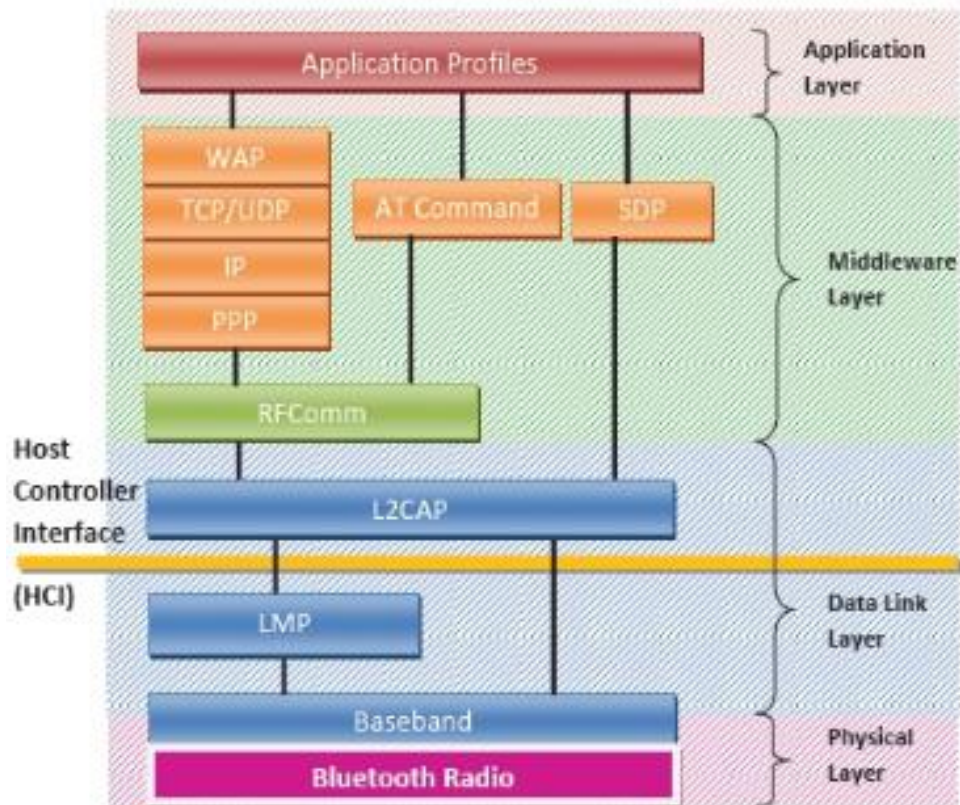 Application Profiles
Application
Layer
WAP
TCP/UDP
IP
PPP
AT Command
SDP
Middleware
Layer
RFComm
Host
Controller
Interface
(HCI)
L2CAP
LMP
Data Link
Layer
Baseband
Bluetooth Radio
Physical
Layer